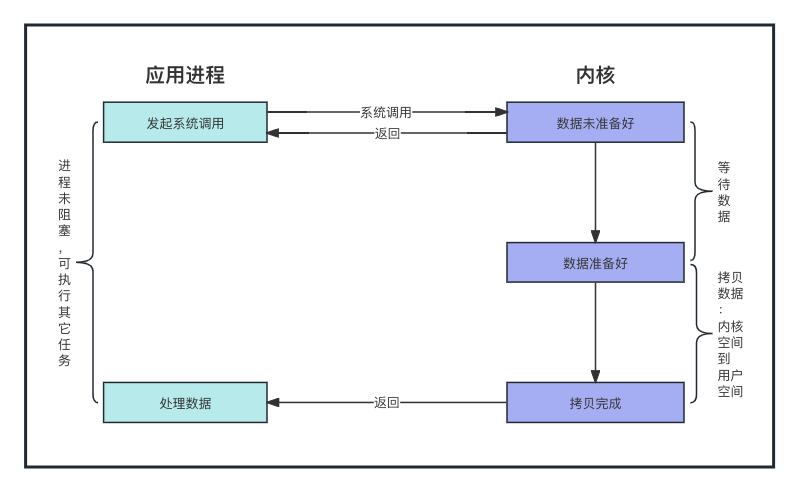 应用进程
内核
发起系统调用
系统调用
返回
数据未准备好
进
程
未
阻
塞
，
可
执
行
其
它
任
务
等
待
数
据
数据准备好
拷贝
数据
：
内核
空间
到
用户
空间
处理数据
返回
拷贝完成